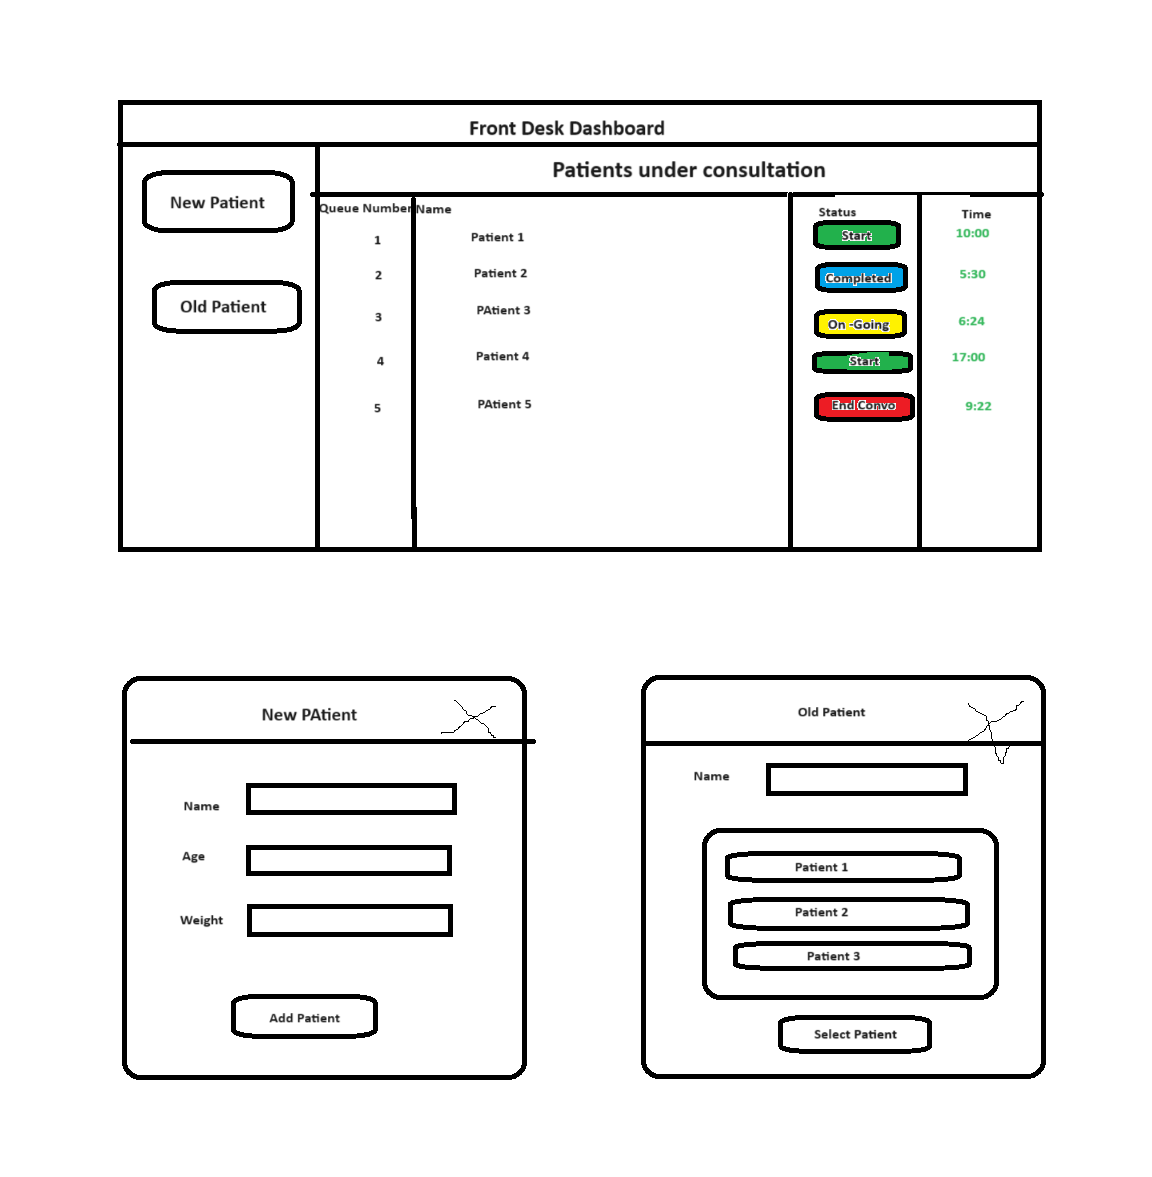 Front Desk Dashboard
New Patient
Old Patient
Patients under consultation
Queue Number Name Status Time
1 Patient 1 Start 10:00
2 Patient 2 Completed 5:30
3 PAtient 3 On -Going 6:24
4 Patient 4 Start 17:00
5 PAtient 5 End Convo 9:22
New PAtient
Name
Age
Weight
Add Patient
Old Patient
Name
Patient 1
Patient 2
Patient 3
Select Patient